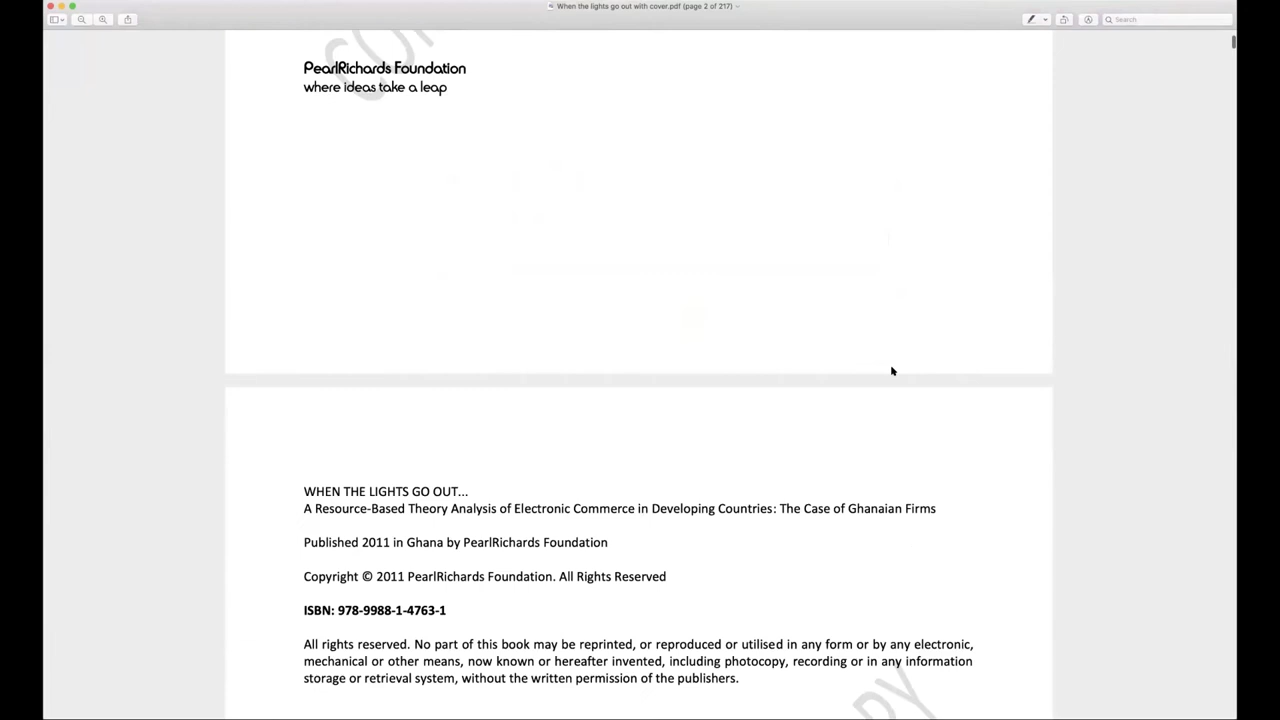 When the lights go out with cover.pdf (page 2 of 217)
Search
COP
PearlRichards Foundation
where ideas take a leap
WHEN THE LIGHTS GO OUT...
A Resource-Based Theory Analysis of Electronic Commerce in Developing Countries: The Case of Ghanaian Firms
Published 2011 in Ghana by PearlRichards Foundation
Copyright © 2011 PearlRichards Foundation. All Rights Reserved
ISBN: 978-9988-1-4763-1
All rights reserved. No part of this book may be reprinted, or reproduced or utilised in any form or by any electronic,
mechanical or other means, now known or hereafter invented, including photocopy, recording or in any information
storage or retrieval system, without the written permission of the publishers.
PY